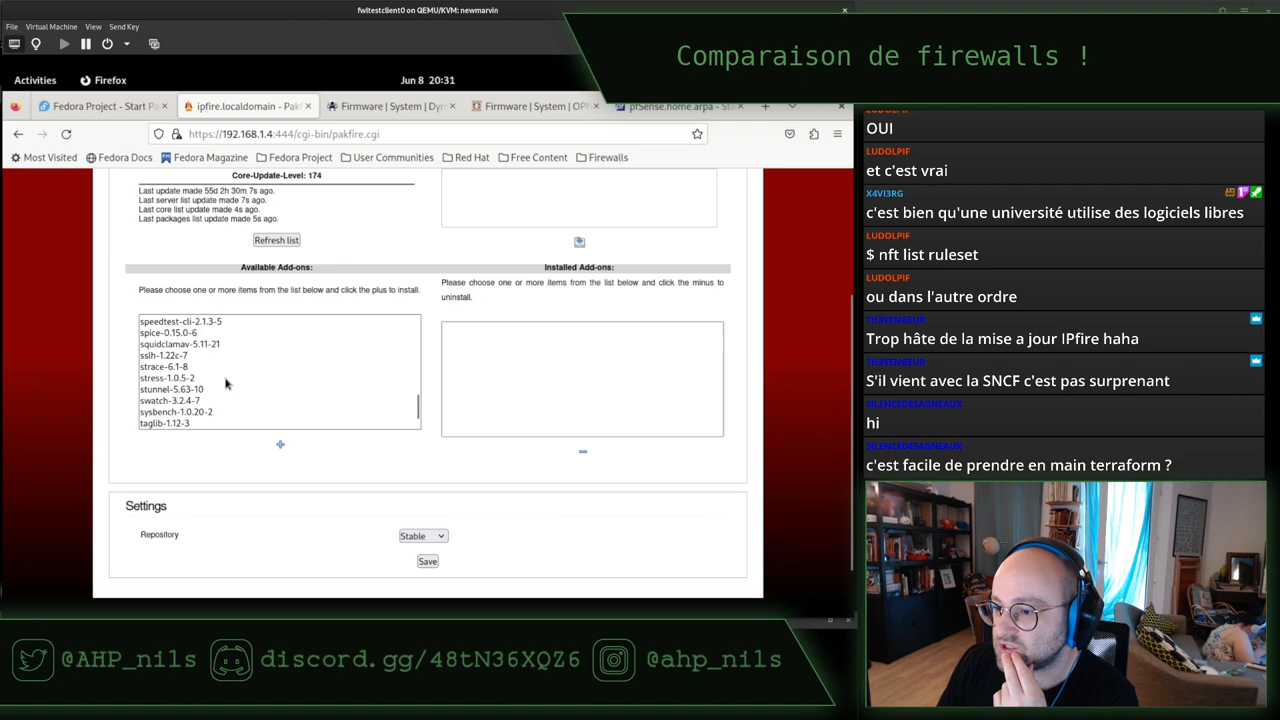 fwltestclient0 on QEMU/KVM: newmarvin
File Virtual Machine View Send Key
Comparaison de firewalls !
Activities Firefox Jun 8 20:31
Fedora Project - Start Pa ipfire.localdomain - Pakf Firmware | System | Dyn Firmware | System | OPN pfSense.home.arpa - Sta
https://192.168.1.4:444/cgi-bin/pakfire.cgi
Most Visited Fedora Docs Fedora Magazine Fedora Project User Communities Red Hat Free Content Firewalls
Core-Update-Level: 174
Last update made 55d 2h 30m 7s ago.
Last server list update made 7s ago.
Last core list update made 4s ago.
Last packages list update made 5s ago.
Refresh list
Available Add-ons:
Please choose one or more items from the list below and click the plus to install.
speedtest-cli-2.1.3-5
spice-0.15.0-6
squidclamav-5.11-21
sslh-1.22c-7
strace-6.1-8
stress-1.0.5-2
stunnel-5.63-10
swatch-3.2.4-7
sysbench-1.0.20-2
taglib-1.12-3
Installed Add-ons:
Please choose one or more items from the list below and click the minus to
uninstall.
Settings
Repository Stable
Save
OUI
LUDOLPIF
et c'est vrai
X4VI3RG
c'est bien qu'une université utilise des logiciels libres
LUDOLPIF
$ nft list ruleset
LUDOLPIF
ou dans l'autre ordre
TH3VENGEUR
Trop hâte de la mise a jour IPfire haha
TH3VENGEUR
S'il vient avec la SNCF c'est pas surprenant
SILENCEDESAGNEAUX
hi
SILENCEDESAGNEAUX
c'est facile de prendre en main terraform ?
@AHP_nils discord.gg/48tN36XQZ6 @ahp_nils